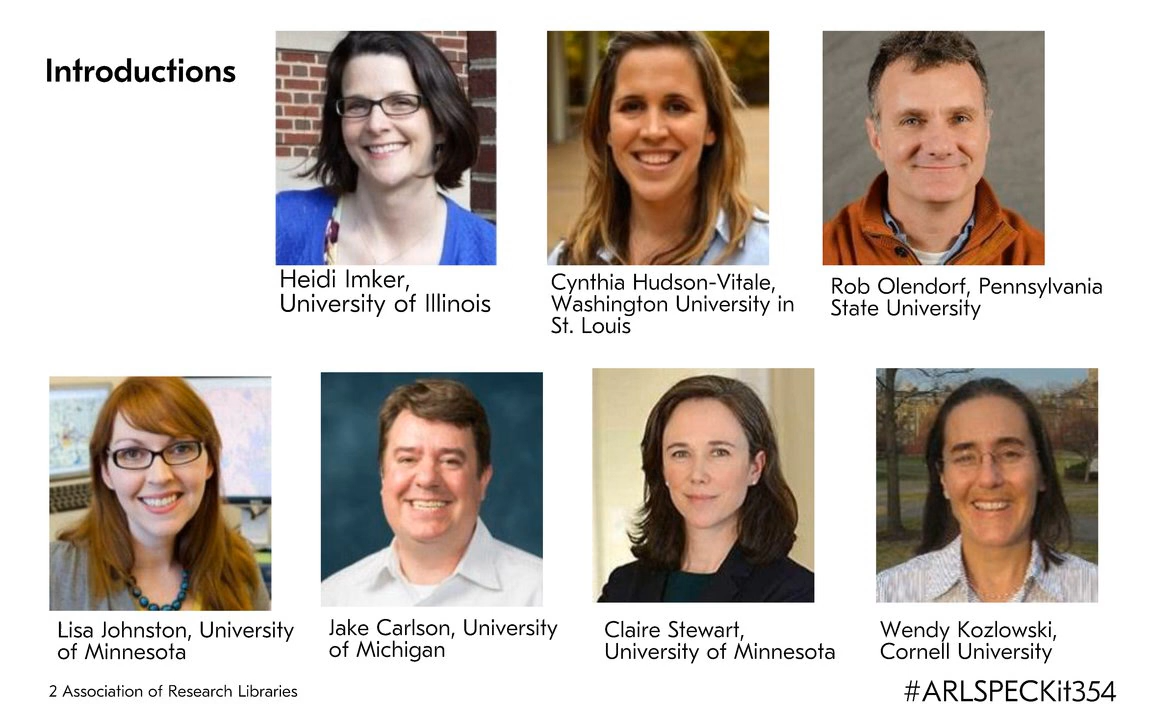 Introductions
Heidi Imker,
University of Illinois
Cynthia Hudson-Vitale,
Washington University in
St. Louis
Rob Olendorf, Pennsylvania
State University
Lisa Johnston, University
of Minnesota
Jake Carlson, University
of Michigan
Claire Stewart,
University of Minnesota
Wendy Kozlowski,
Cornell University
2 Association of Research Libraries
#ARLSPECKit354